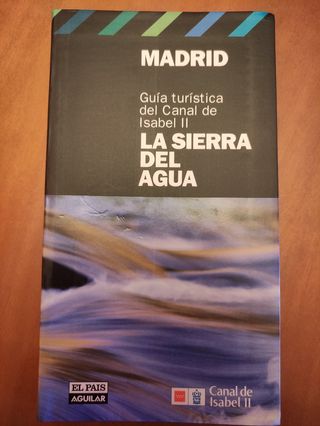 MADRID
Guía turística
del Canal de
Isabel II
LA SIERRA
DEL
AGUA
EL PAIS
AGUILAR
Canal de
Isabel II